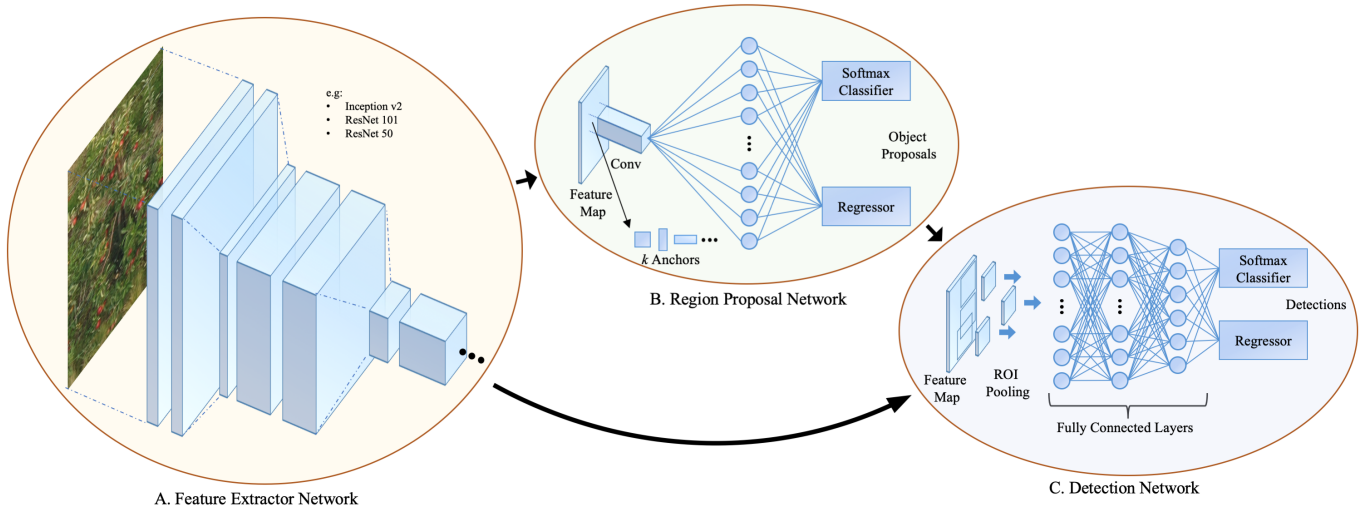 e.g:
• Inception v2
• ResNet 101
• ResNet 50
A. Feature Extractor Network
Conv
Feature
Map
k Anchors
Softmax
Classifier
Object
Proposals
Regressor
B. Region Proposal Network
Feature
Map
ROI
Pooling
Fully Connected Layers
Softmax
Classifier
Detections
Regressor
C. Detection Network